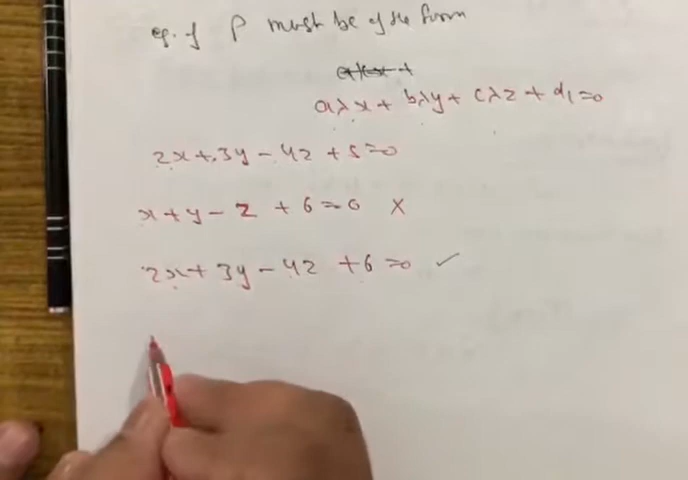 eq. of P must be of the form
aλx + bλy + cλz + d₁ = 0
2x + 3y - 4z + 5 = 0
x + y - z + 6 = 0 ×
2x + 3y - 4z + 6 = 0 ✓